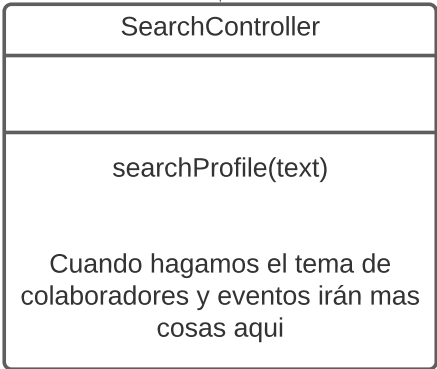 SearchController
searchProfile(text)
Cuando hagamos el tema de
colaboradores y eventos irán mas
cosas aqui